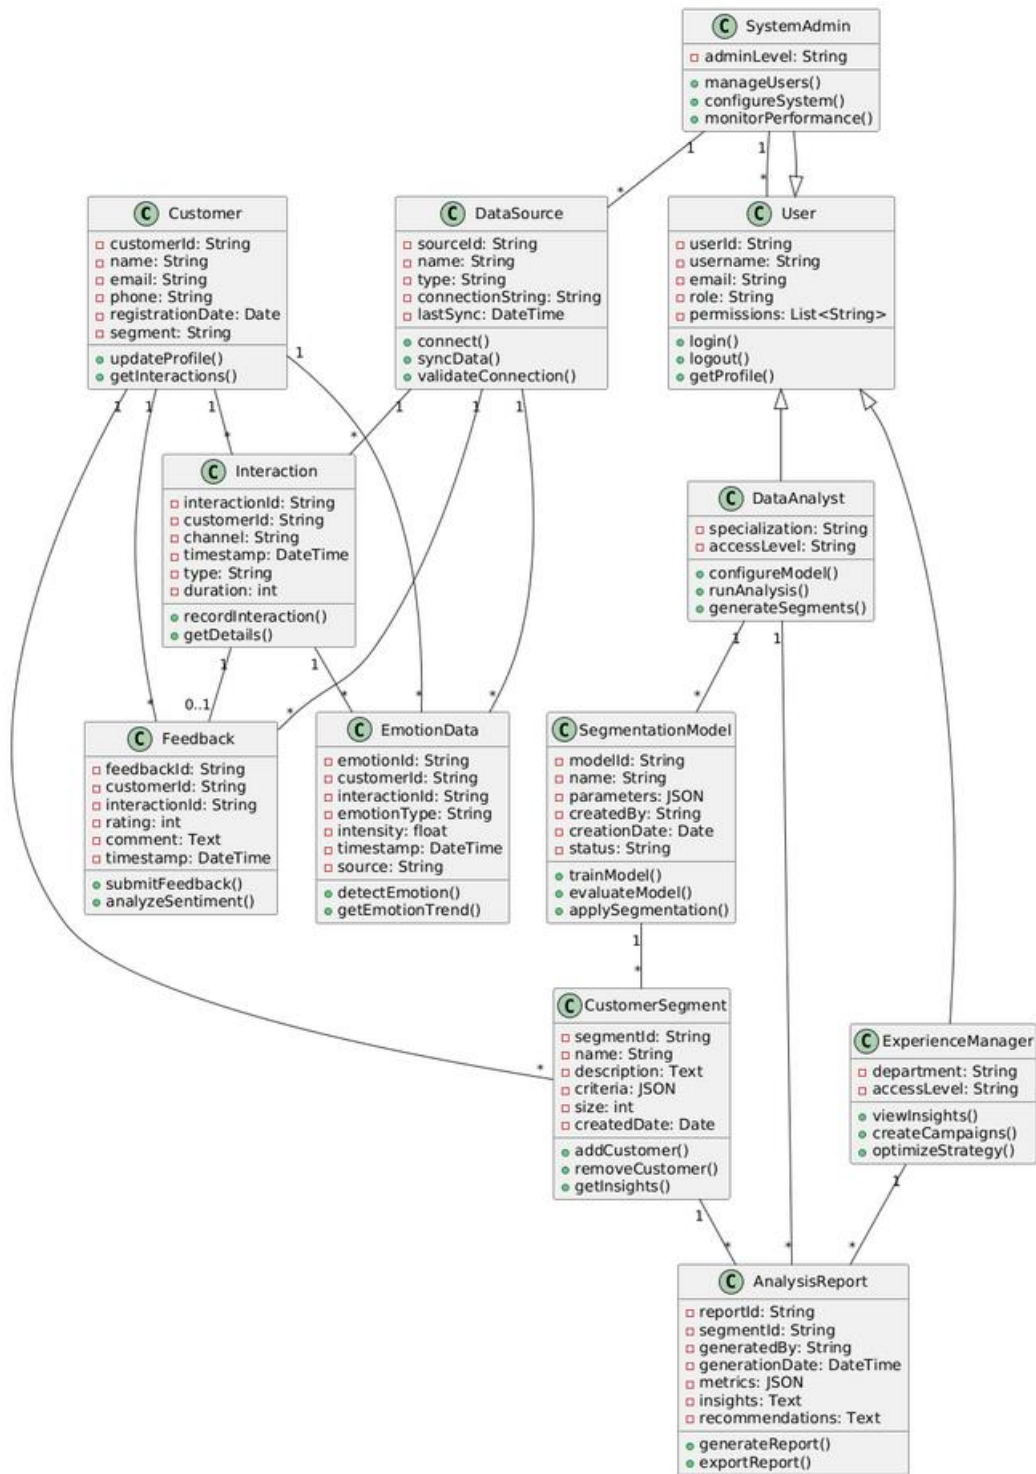 C SystemAdmin
adminLevel: String
manageUsers()
configureSystem()
monitorPerformance()
1
1
*
*
C Customer
customerId: String
name: String
email: String
phone: String
registrationDate: Date
segment: String
updateProfile()
getInteractions()
C DataSource
sourceId: String
name: String
type: String
connectionString: String
lastSync: DateTime
connect()
syncData()
validateConnection()
C User
userId: String
username: String
email: String
role: String
permissions: List<String>
login()
logout()
getProfile()
1
1
1
1
1
1
1
*
*
C Interaction
interactionId: String
customerId: String
channel: String
timestamp: DateTime
type: String
duration: int
recordInteraction()
getDetails()
C DataAnalyst
specialization: String
accessLevel: String
configureModel()
runAnalysis()
generateSegments()
1
1
1
1
*
0..1
*
*
*
*
*
C Feedback
feedbackId: String
customerId: String
interactionId: String
rating: int
comment: Text
timestamp: DateTime
submitFeedback()
analyzeSentiment()
C EmotionData
emotionId: String
customerId: String
interactionId: String
emotionType: String
intensity: float
timestamp: DateTime
source: String
detectEmotion()
getEmotionTrend()
C SegmentationModel
modelId: String
name: String
parameters: JSON
createdBy: String
creationDate: Date
status: String
trainModel()
evaluateModel()
applySegmentation()
1
*
*
C CustomerSegment
segmentId: String
name: String
description: Text
criteria: JSON
size: int
createdDate: Date
addCustomer()
removeCustomer()
getInsights()
C ExperienceManager
department: String
accessLevel: String
viewInsights()
createCampaigns()
optimizeStrategy()
1
1
*
*
*
C AnalysisReport
reportId: String
segmentId: String
generatedBy: String
generationDate: DateTime
metrics: JSON
insights: Text
recommendations: Text
generateReport()
exportReport()